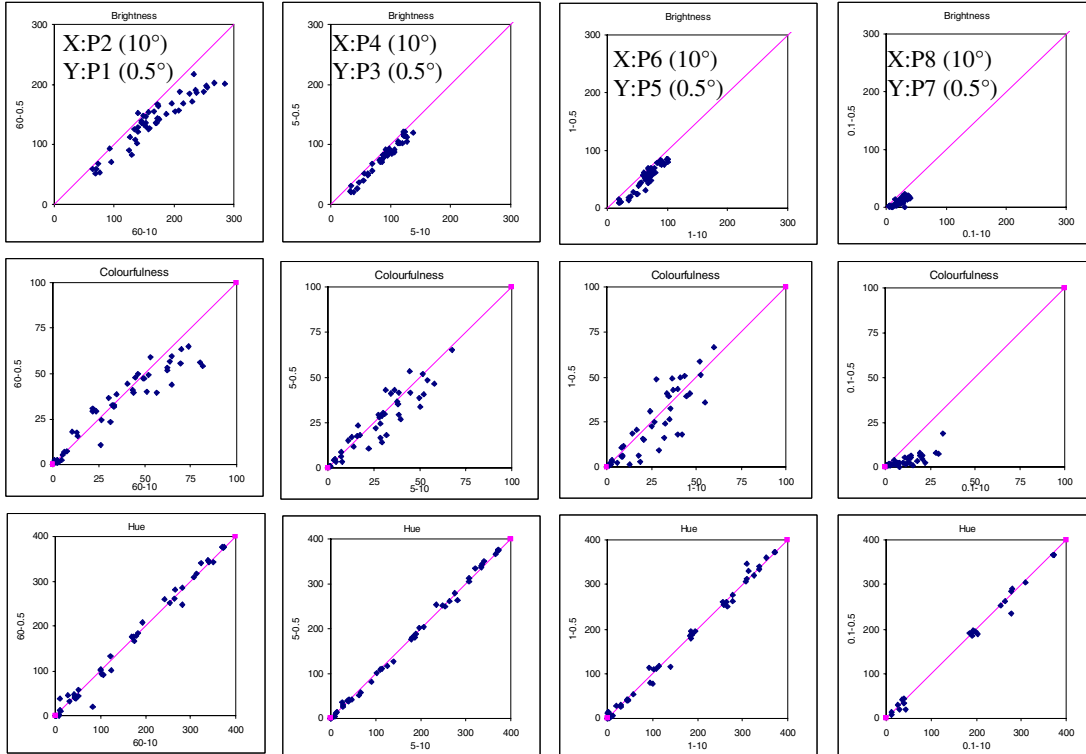 Brightness
X:P2 (10°)
Y:P1 (0.5°)
60-0.5
300
200
100
0
0 100 200 300
60-10
Brightness
X:P4 (10°)
Y:P3 (0.5°)
5-0.5
300
200
100
0
0 100 200 300
5-10
Brightness
X:P6 (10°)
Y:P5 (0.5°)
1-0.5
300
200
100
0
0 100 200 300
1-10
Brightness
X:P8 (10°)
Y:P7 (0.5°)
0.1-0.5
300
200
100
0
0 100 200 300
0.1-10
Colourfulness
60-0.5
100
75
50
25
0
0 25 50 75 100
60-10
Colourfulness
5-0.5
100
75
50
25
0
0 25 50 75 100
5-10
Colourfulness
1-0.5
100
75
50
25
0
0 25 50 75 100
1-10
Colourfulness
0.1-0.5
100
75
50
25
0
0 25 50 75 100
0.1-10
Hue
60-0.5
400
300
200
100
0
0 100 200 300 400
60-10
Hue
5-0.5
400
300
200
100
0
0 100 200 300 400
5-10
Hue
1-0.5
400
300
200
100
0
0 100 200 300 400
1-10
Hue
0.1-0.5
400
300
200
100
0
0 100 200 300 400
0.1-10